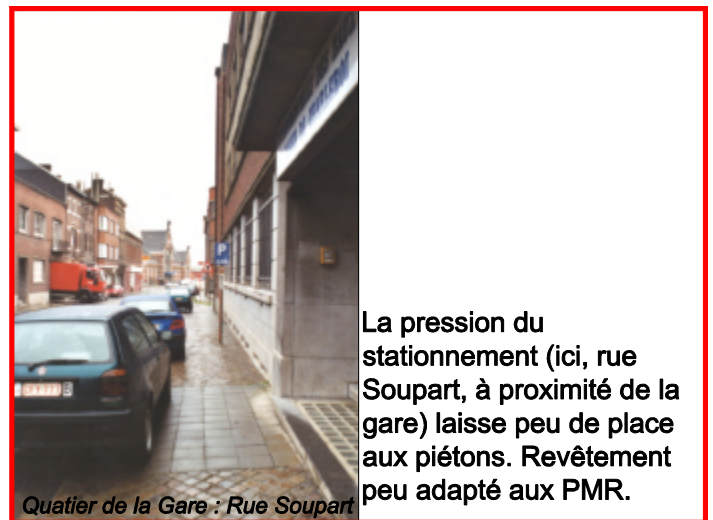 P
Quatier de la Gare : Rue Soupart
La pression du
stationnement (ici, rue
Soupart, à proximité de la
gare) laisse peu de place
aux piétons. Revêtement
peu adapté aux PMR.